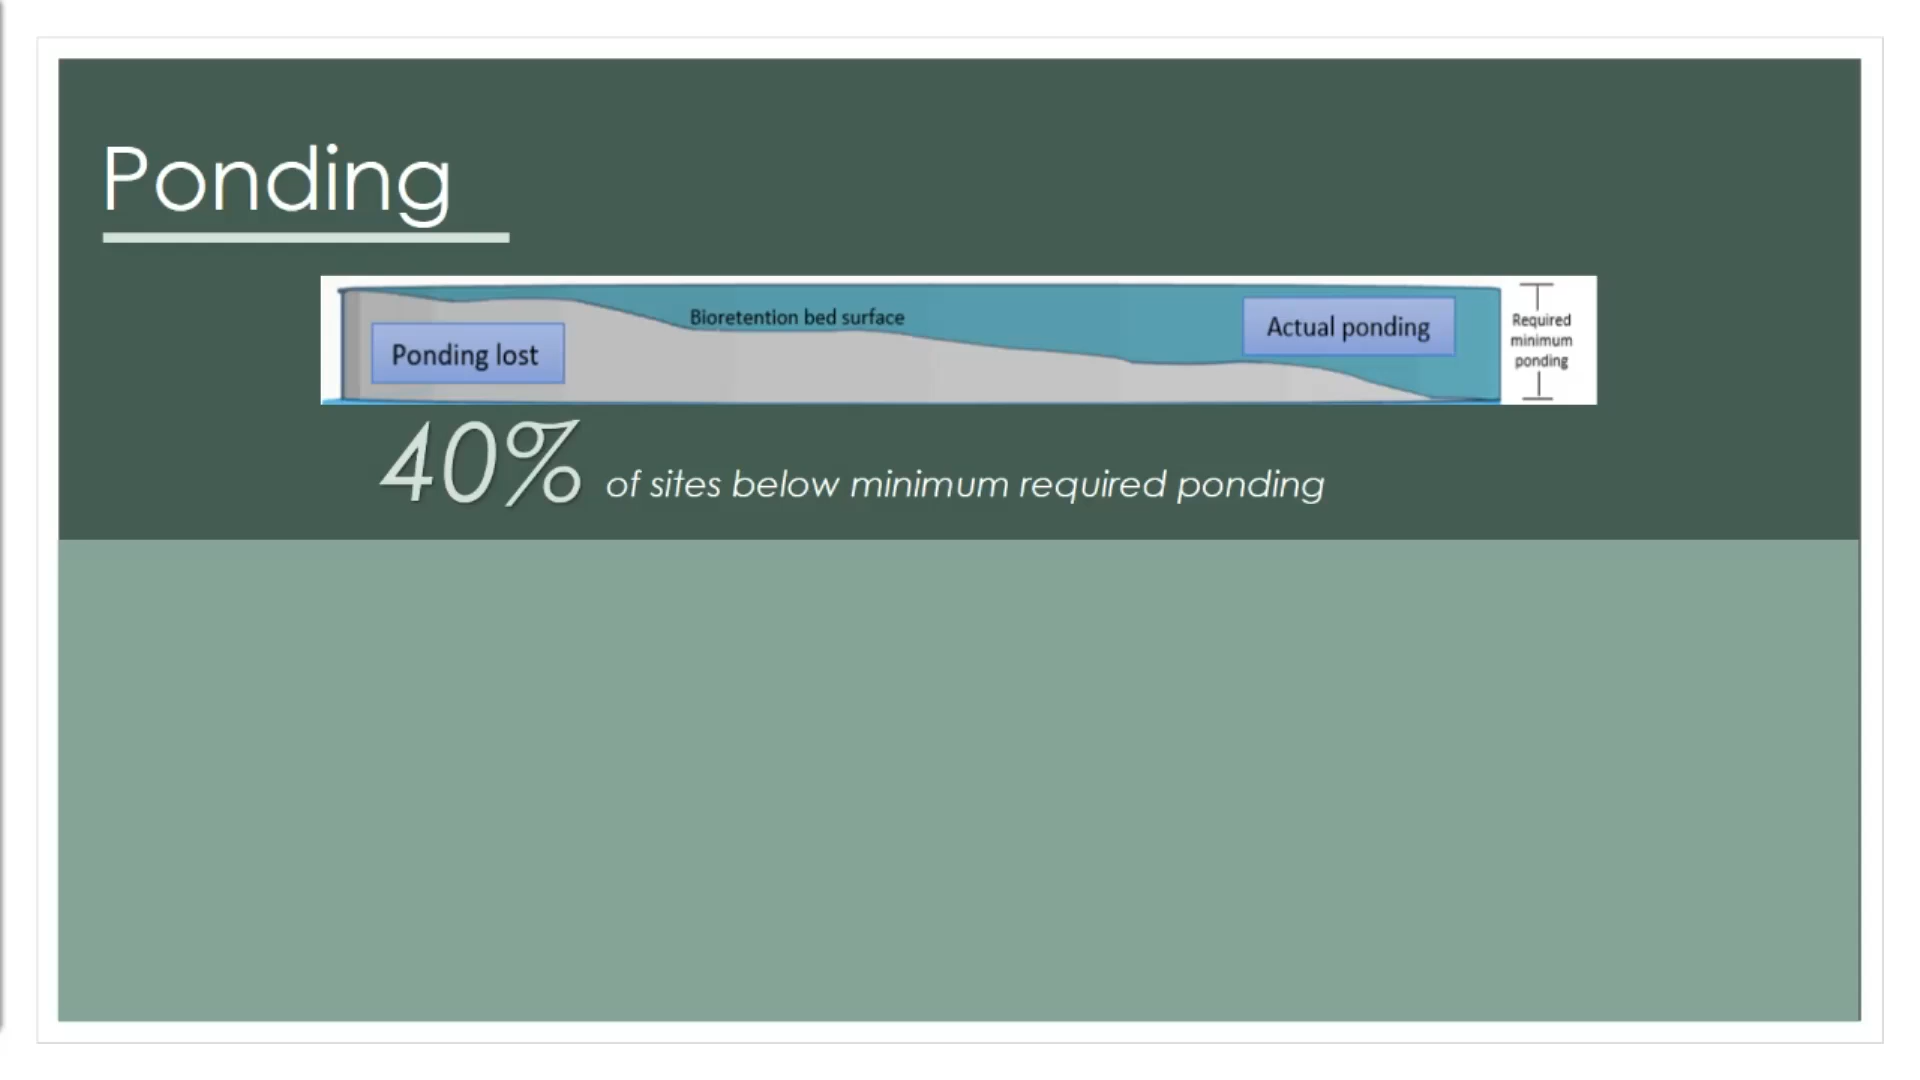 Ponding
Bioretention bed surface
Ponding lost
Actual ponding
Required
minimum
ponding
40% of sites below minimum required ponding